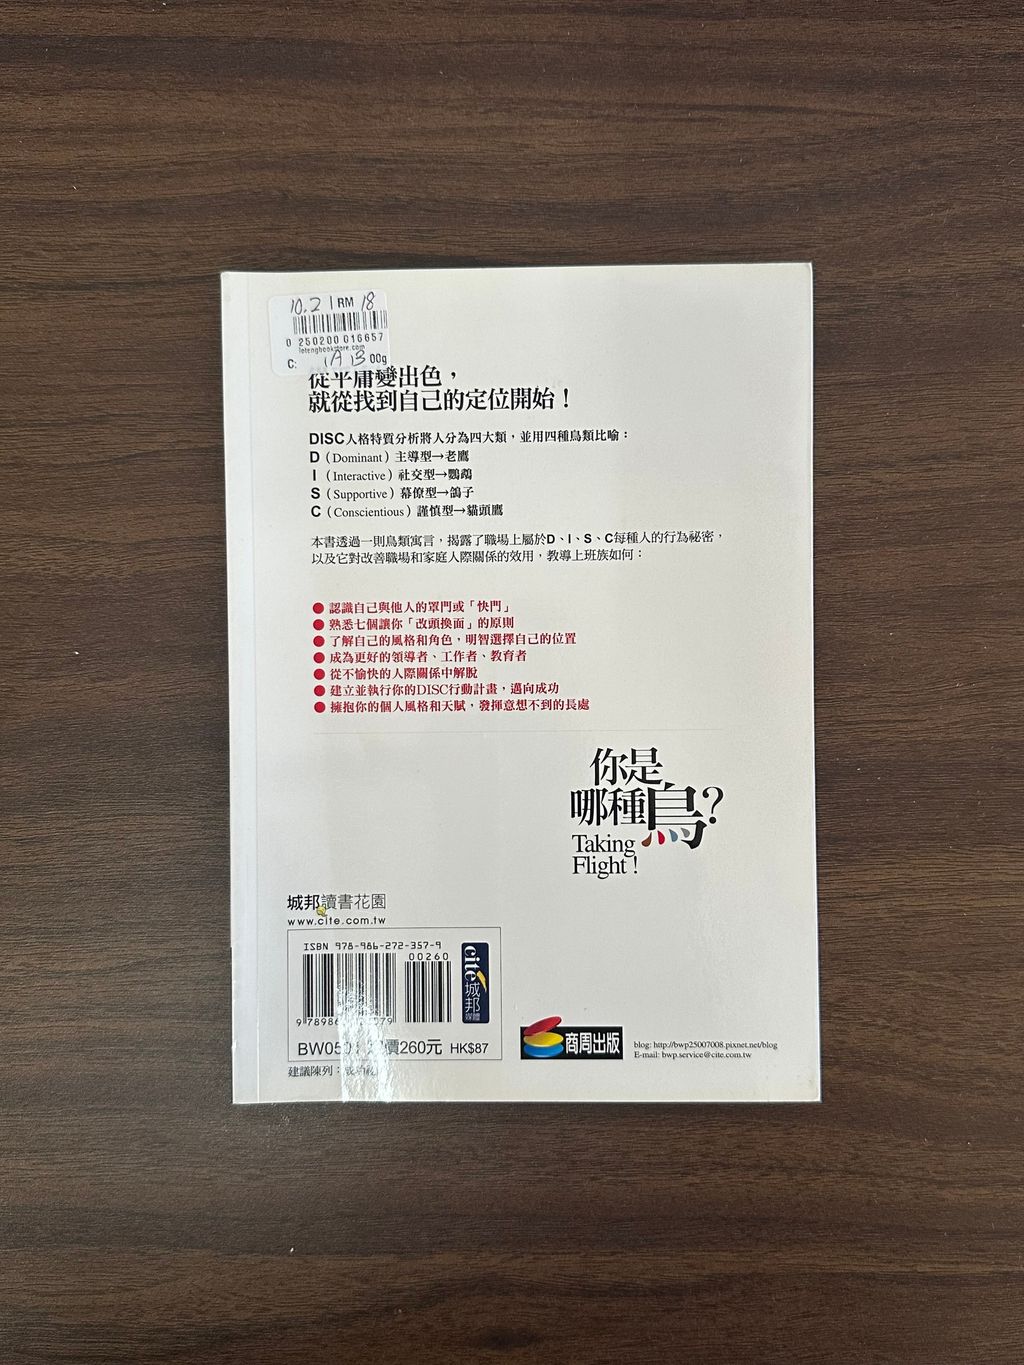 10.21 RM 18
0 250200 016657
letengbookstore.com
C: 1A13 00g
從平庸變出色，
就從找到自己的定位開始！
DISC人格特質分析將人分為四大類，並用四種鳥類比喻：
D（Dominant）主導型→老鷹
I（Interactive）社交型→鸚鵡
S（Supportive）幕僚型→鴿子
C（Conscientious）謹慎型→貓頭鷹
本書透過一則鳥類寓言，揭露了職場上屬於D、I、S、C每種人的行為祕密，
以及它對改善職場和家庭人際關係的效用，教導上班族如何：
● 認識自己與他人的罩門或「快門」
● 熟悉七個讓你「改頭換面」的原則
● 了解自己的風格和角色，明智選擇自己的位置
● 成為更好的領導者、工作者、教育者
● 從不愉快的人際關係中解脫
● 建立並執行你的DISC行動計畫，邁向成功
● 擁抱你的個人風格和天賦，發揮意想不到的長處
你是
哪種鳥？
Taking
Flight！
城邦讀書花園
www.cite.com.tw
ISBN 978-986-272-357-9
00260
cité城邦
媒體
BW050 價260元 HK$87
建議陳列：
商周出版
blog: http://bwp25007008.pixnet.net/blog
E-mail: bwp.service@cite.com.tw